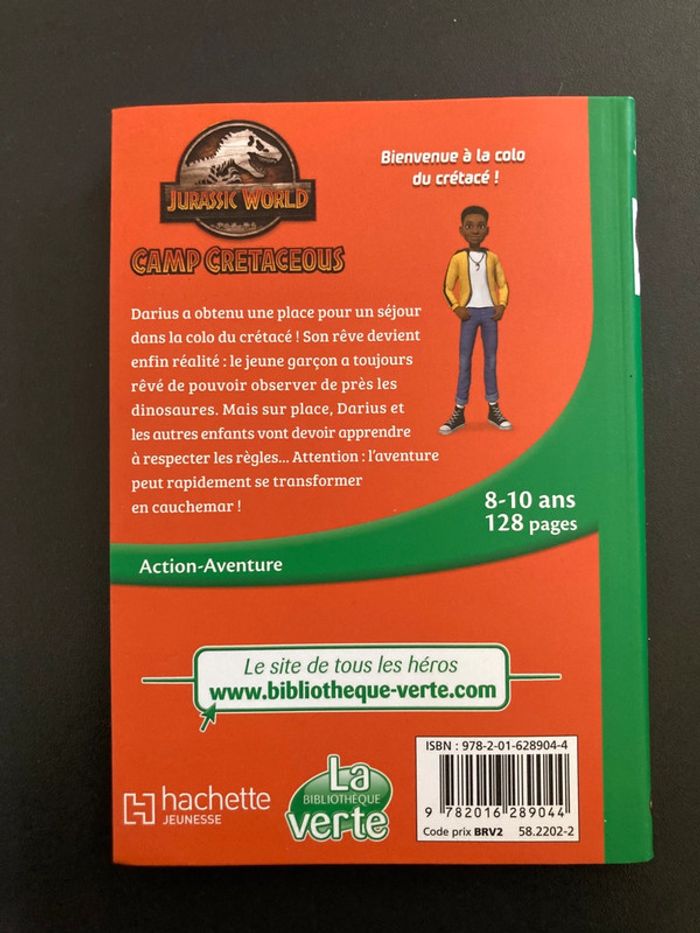 JURASSIC WORLD
CAMP CRETACEOUS
Bienvenue à la colo
du crétacé !
Darius a obtenu une place pour un séjour
dans la colo du crétacé ! Son rêve devient
enfin réalité : le jeune garçon a toujours
rêvé de pouvoir observer de près les
dinosaures. Mais sur place, Darius et
les autres enfants vont devoir apprendre
à respecter les règles... Attention : l'aventure
peut rapidement se transformer
en cauchemar !
8-10 ans
128 pages
Action-Aventure
Le site de tous les héros
www.bibliotheque-verte.com
hachette
JEUNESSE
La
BIBLIOTHÈQUE
verte
ISBN : 978-2-01-628904-4
9 782016 289044
Code prix BRV2 58.2202-2